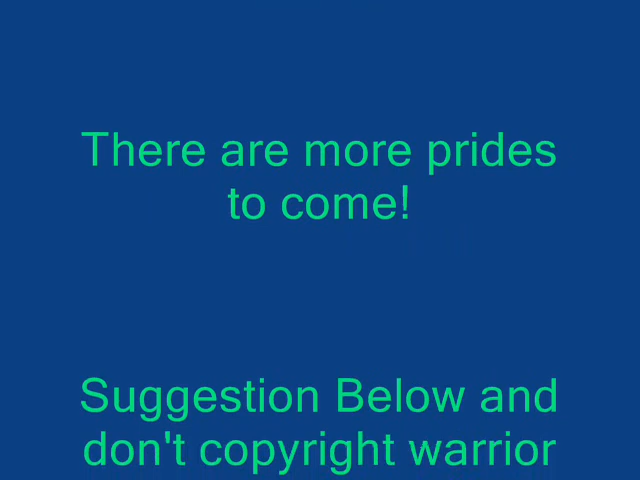 There are more prides
to come!
Suggestion Below and
don't copyright warrior